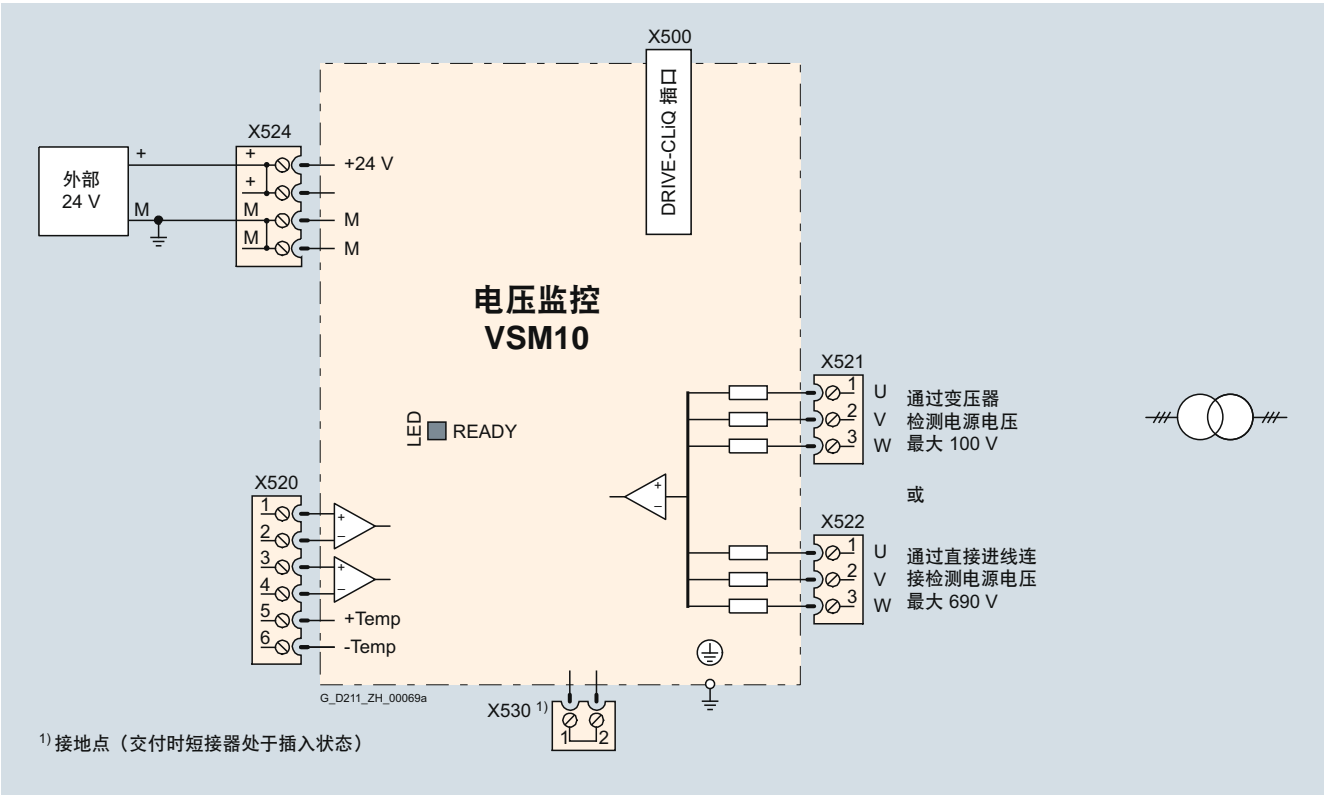 X500
DRIVE-CLiQ 插口
X524
外部
24 V
+
M
+
+
M
M
+24 V
M
M
电压监控
VSM10
LED
READY
X521
1
2
3
U
V
W
通过变压器
检测电源电压
最大 100 V
或
X522
1
2
3
U
V
W
通过直接进线连
接检测电源电压
最大 690 V
+
–
X520
1
2
3
4
5
6
+
–
+
–
+Temp
-Temp
G_D211_ZH_00069a
X530 1)
1 2
1) 接地点（交付时短接器处于插入状态）